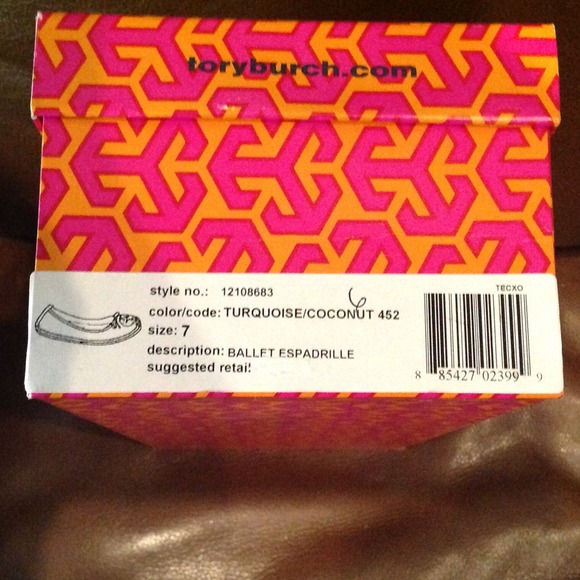 toryburch.com
TECXO
style no.: 12108683
6
color/code: TURQUOISE/COCONUT 452
size: 7
description: BALLET ESPADRILLE
suggested retail
8 85427 02399 9